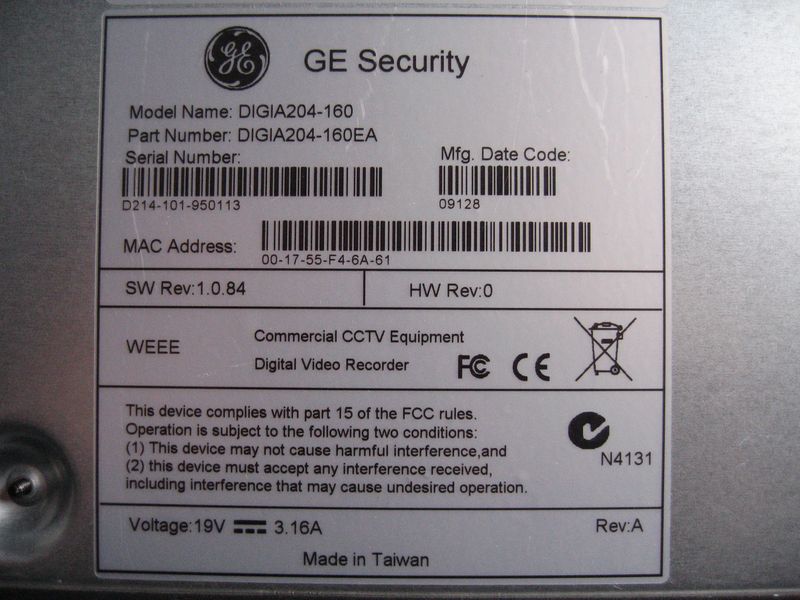 GE GE Security
Model Name: DIGIA204-160
Part Number: DIGIA204-160EA
Serial Number:
D214-101-950113
Mfg. Date Code:
09128
MAC Address:
00-17-55-F4-6A-61
SW Rev:1.0.84
HW Rev:0
WEEE
Commercial CCTV Equipment
Digital Video Recorder
FC CE
This device complies with part 15 of the FCC rules.
Operation is subject to the following two conditions:
(1) This device may not cause harmful interference,and
(2) this device must accept any interference received,
including interference that may cause undesired operation.
N4131
Voltage:19V 3.16A
Rev:A
Made in Taiwan